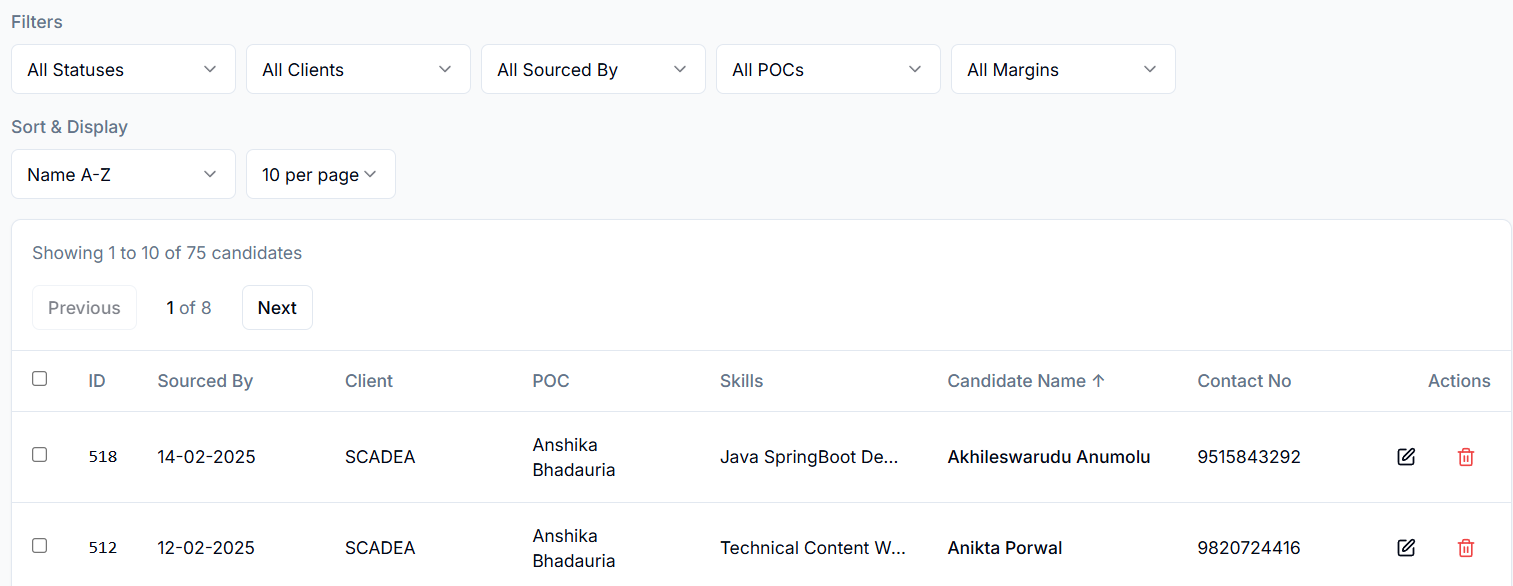 Filters
All Statuses All Clients All Sourced By All POCs All Margins
Sort & Display
Name A-Z 10 per page
Showing 1 to 10 of 75 candidates
Previous 1 of 8 Next
ID Sourced By Client POC Skills Candidate Name ↑ Contact No Actions
518 14-02-2025 SCADEA Anshika Bhadauria Java SpringBoot De... Akhileswarudu Anumolu 9515843292
512 12-02-2025 SCADEA Anshika Bhadauria Technical Content W... Anikta Porwal 9820724416